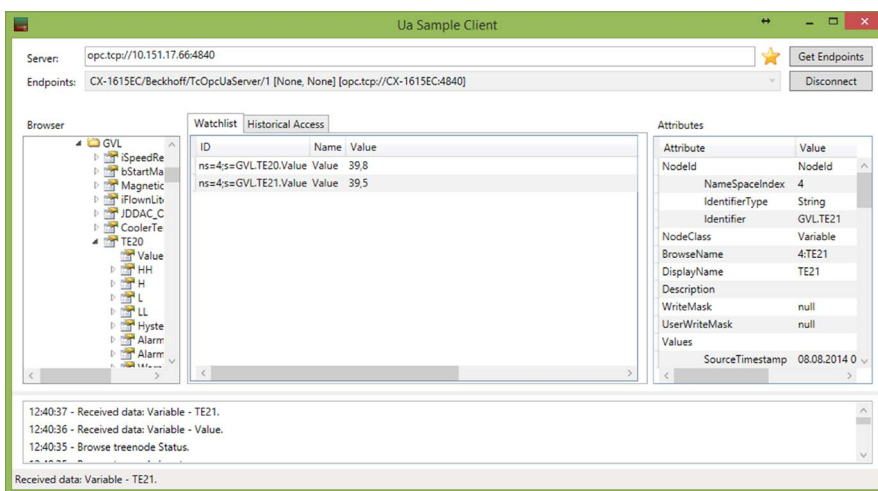 Ua Sample Client
Server: opc.tcp://10.151.17.66:4840 Get Endpoints
Endpoints: CX-1615EC/Beckhoff/TcOpcUaServer/1 [None, None] [opc.tcp://CX-1615EC:4840] Disconnect
Browser
GVL
iSpeedRe
bStartMa
Magnetic
iFlownLit
JDDAC_C
CoolerTe
TE20
Value
HH
H
L
LL
Hyste
Alarm
Alarm
Watchlist Historical Access
ID Name Value
ns=4;s=GVL.TE20.Value Value 39,8
ns=4;s=GVL.TE21.Value Value 39,5
Attributes
Attribute Value
NodeId NodeId
NameSpaceIndex 4
IdentifierType String
Identifier GVL.TE21
NodeClass Variable
BrowseName 4:TE21
DisplayName TE21
Description
WriteMask null
UserWriteMask null
Values
SourceTimestamp 08.08.2014 0
12:40:37 - Received data: Variable - TE21.
12:40:36 - Received data: Variable - Value.
12:40:35 - Browse treenode Status.
Received data: Variable - TE21.